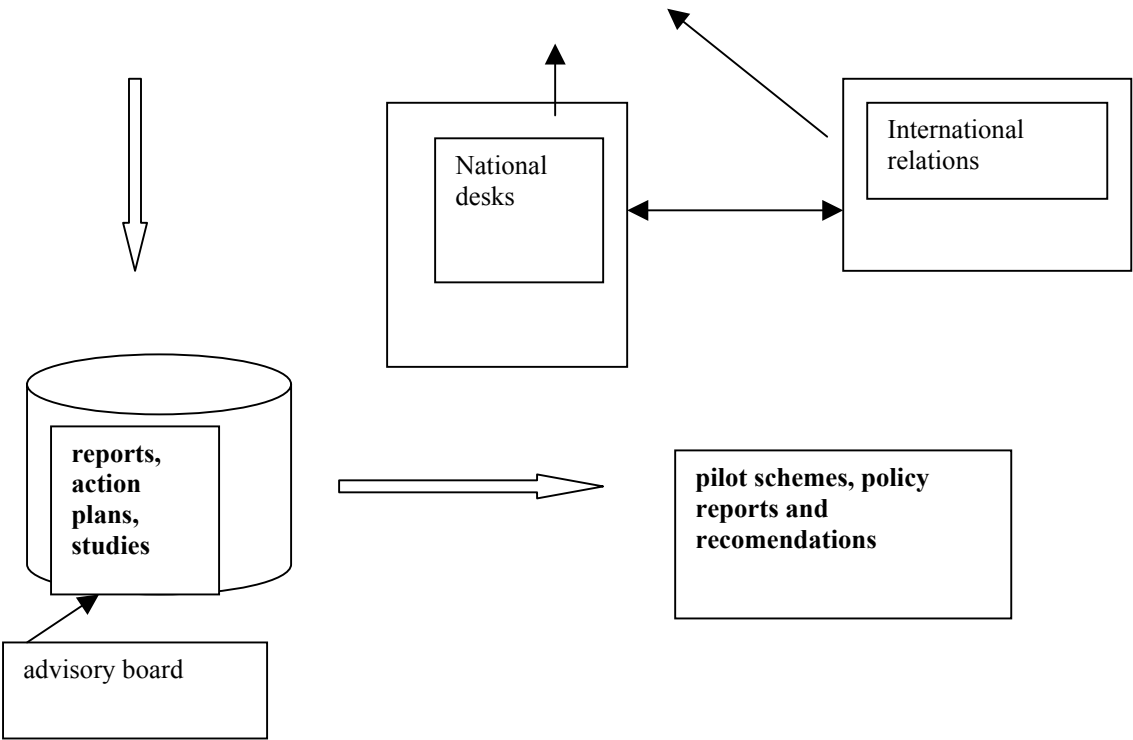 National
desks
International
relations
reports,
action
plans,
studies
pilot schemes, policy
reports and
recomendations
advisory board